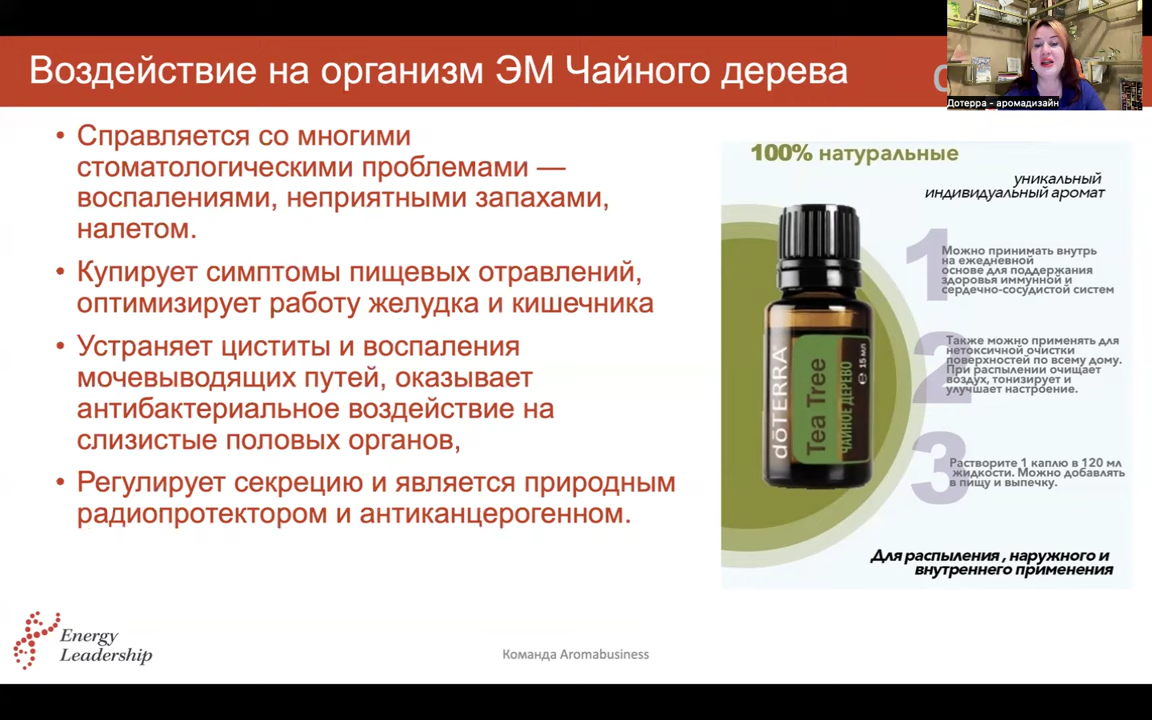 Воздействие на организм ЭМ Чайного дерева
Дотерра - аромадизайн
• Справляется со многими
стоматологическими проблемами —
воспалениями, неприятными запахами,
налетом.
• Купирует симптомы пищевых отравлений,
оптимизирует работу желудка и кишечника
• Устраняет циститы и воспаления
мочевыводящих путей, оказывает
антибактериальное воздействие на
слизистые половых органов,
• Регулирует секрецию и является природным
радиопротектором и антиканцерогенном.
100% натуральные
уникальный
индивидуальный аромат
1
Можно принимать внутрь
на ежедневной
основе для поддержания
здоровья иммунной и
сердечно-сосудистой систем
2
Также можно применять для
нетоксичной очистки
поверхностей по всему дому.
При распылении очищает
воздух, тонизирует и
улучшает настроение.
3
Растворите 1 каплю в 120 мл
жидкости. Можно добавлять
в пищу и выпечку.
Для распыления , наружного и
внутреннего применения
dōTERRA®
Tea Tree
ЧАЙНОЕ ДЕРЕВО
℮ 15 мл
Energy
Leadership
Команда Aromabusiness